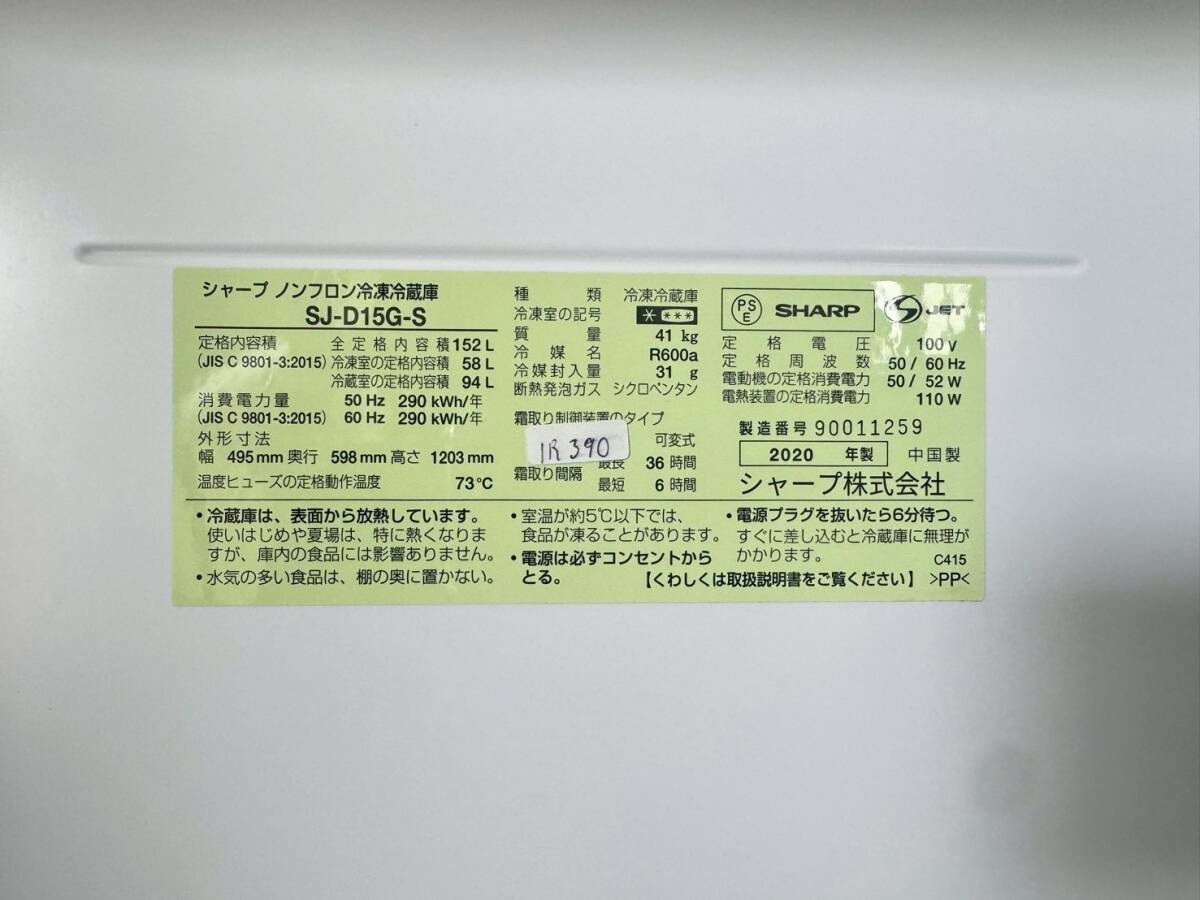 シャープ ノンフロン冷凍冷蔵庫
SJ-D15G-S
定格内容積 全定格内容積 152 L
(JIS C 9801-3:2015) 冷凍室の定格内容積 58 L
冷蔵室の定格内容積 94 L
消費電力量 50 Hz 290 kWh/年
(JIS C 9801-3:2015) 60 Hz 290 kWh/年
外形寸法
幅 495 mm 奥行 598 mm 高さ 1203 mm
温度ヒューズの定格動作温度 73℃
種類 冷凍冷蔵庫
冷凍室の記号 * ***
質量 41 kg
冷媒名 R600a
冷媒封入量 31 g
断熱発泡ガス シクロペンタン
霜取り制御装置のタイプ
可変式
IR 390
霜取り間隔 最長 36 時間
最短 6 時間
PSE SHARP S JET
定格電圧 100 V
定格周波数 50 / 60 Hz
電動機の定格消費電力 50 / 52 W
電熱装置の定格消費電力 110 W
製造番号 90011259
2020 年製 中国製
シャープ株式会社
・冷蔵庫は、表面から放熱しています。
使いはじめや夏場は、特に熱くなりま
すが、庫内の食品には影響ありません。
・水気の多い食品は、棚の奥に置かない。
・室温が約5℃以下では、
食品が凍ることがあります。
・電源は必ずコンセントから
とる。
・電源プラグを抜いたら6分待つ。
すぐに差し込むと冷蔵庫に無理が
かかります。
C415
【くわしくは取扱説明書をご覧ください】 >PP<